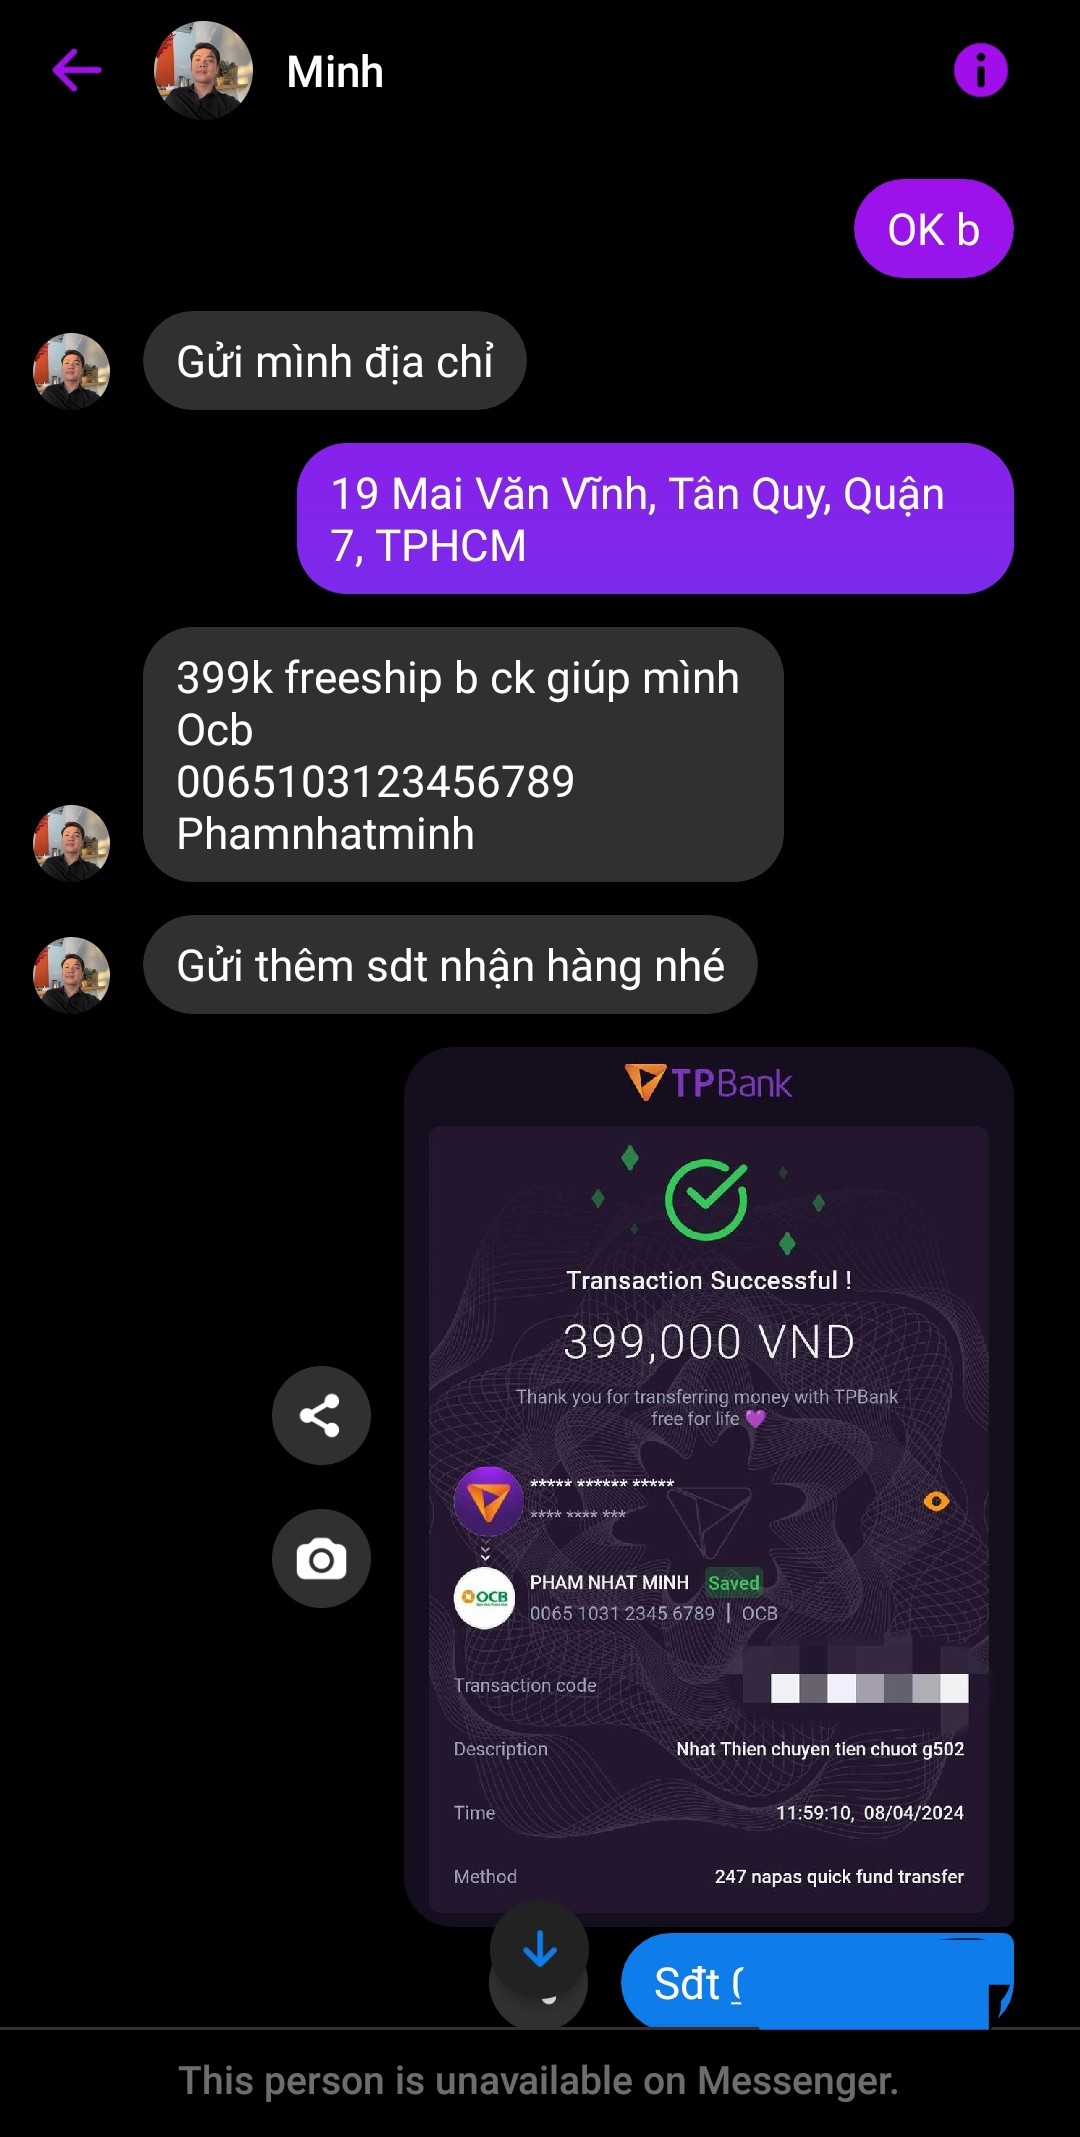 Minh
OK b
Gửi mình địa chỉ
19 Mai Văn Vĩnh, Tân Quy, Quận
7, TPHCM
399k freeship b ck giúp mình
Ocb
0065103123456789
Phamnhatminh
Gửi thêm sdt nhận hàng nhé
TPBank
Transaction Successful !
399,000 VND
Thank you for transferring money with TPBank
free for life 💜
***** ****** *****
**** **** ***
PHAM NHAT MINH Saved
OCB
0065 1031 2345 6789 | OCB
Transaction code
Description Nhat Thien chuyen tien chuot g502
Time 11:59:10, 08/04/2024
Method 247 napas quick fund transfer
Sđt
This person is unavailable on Messenger.